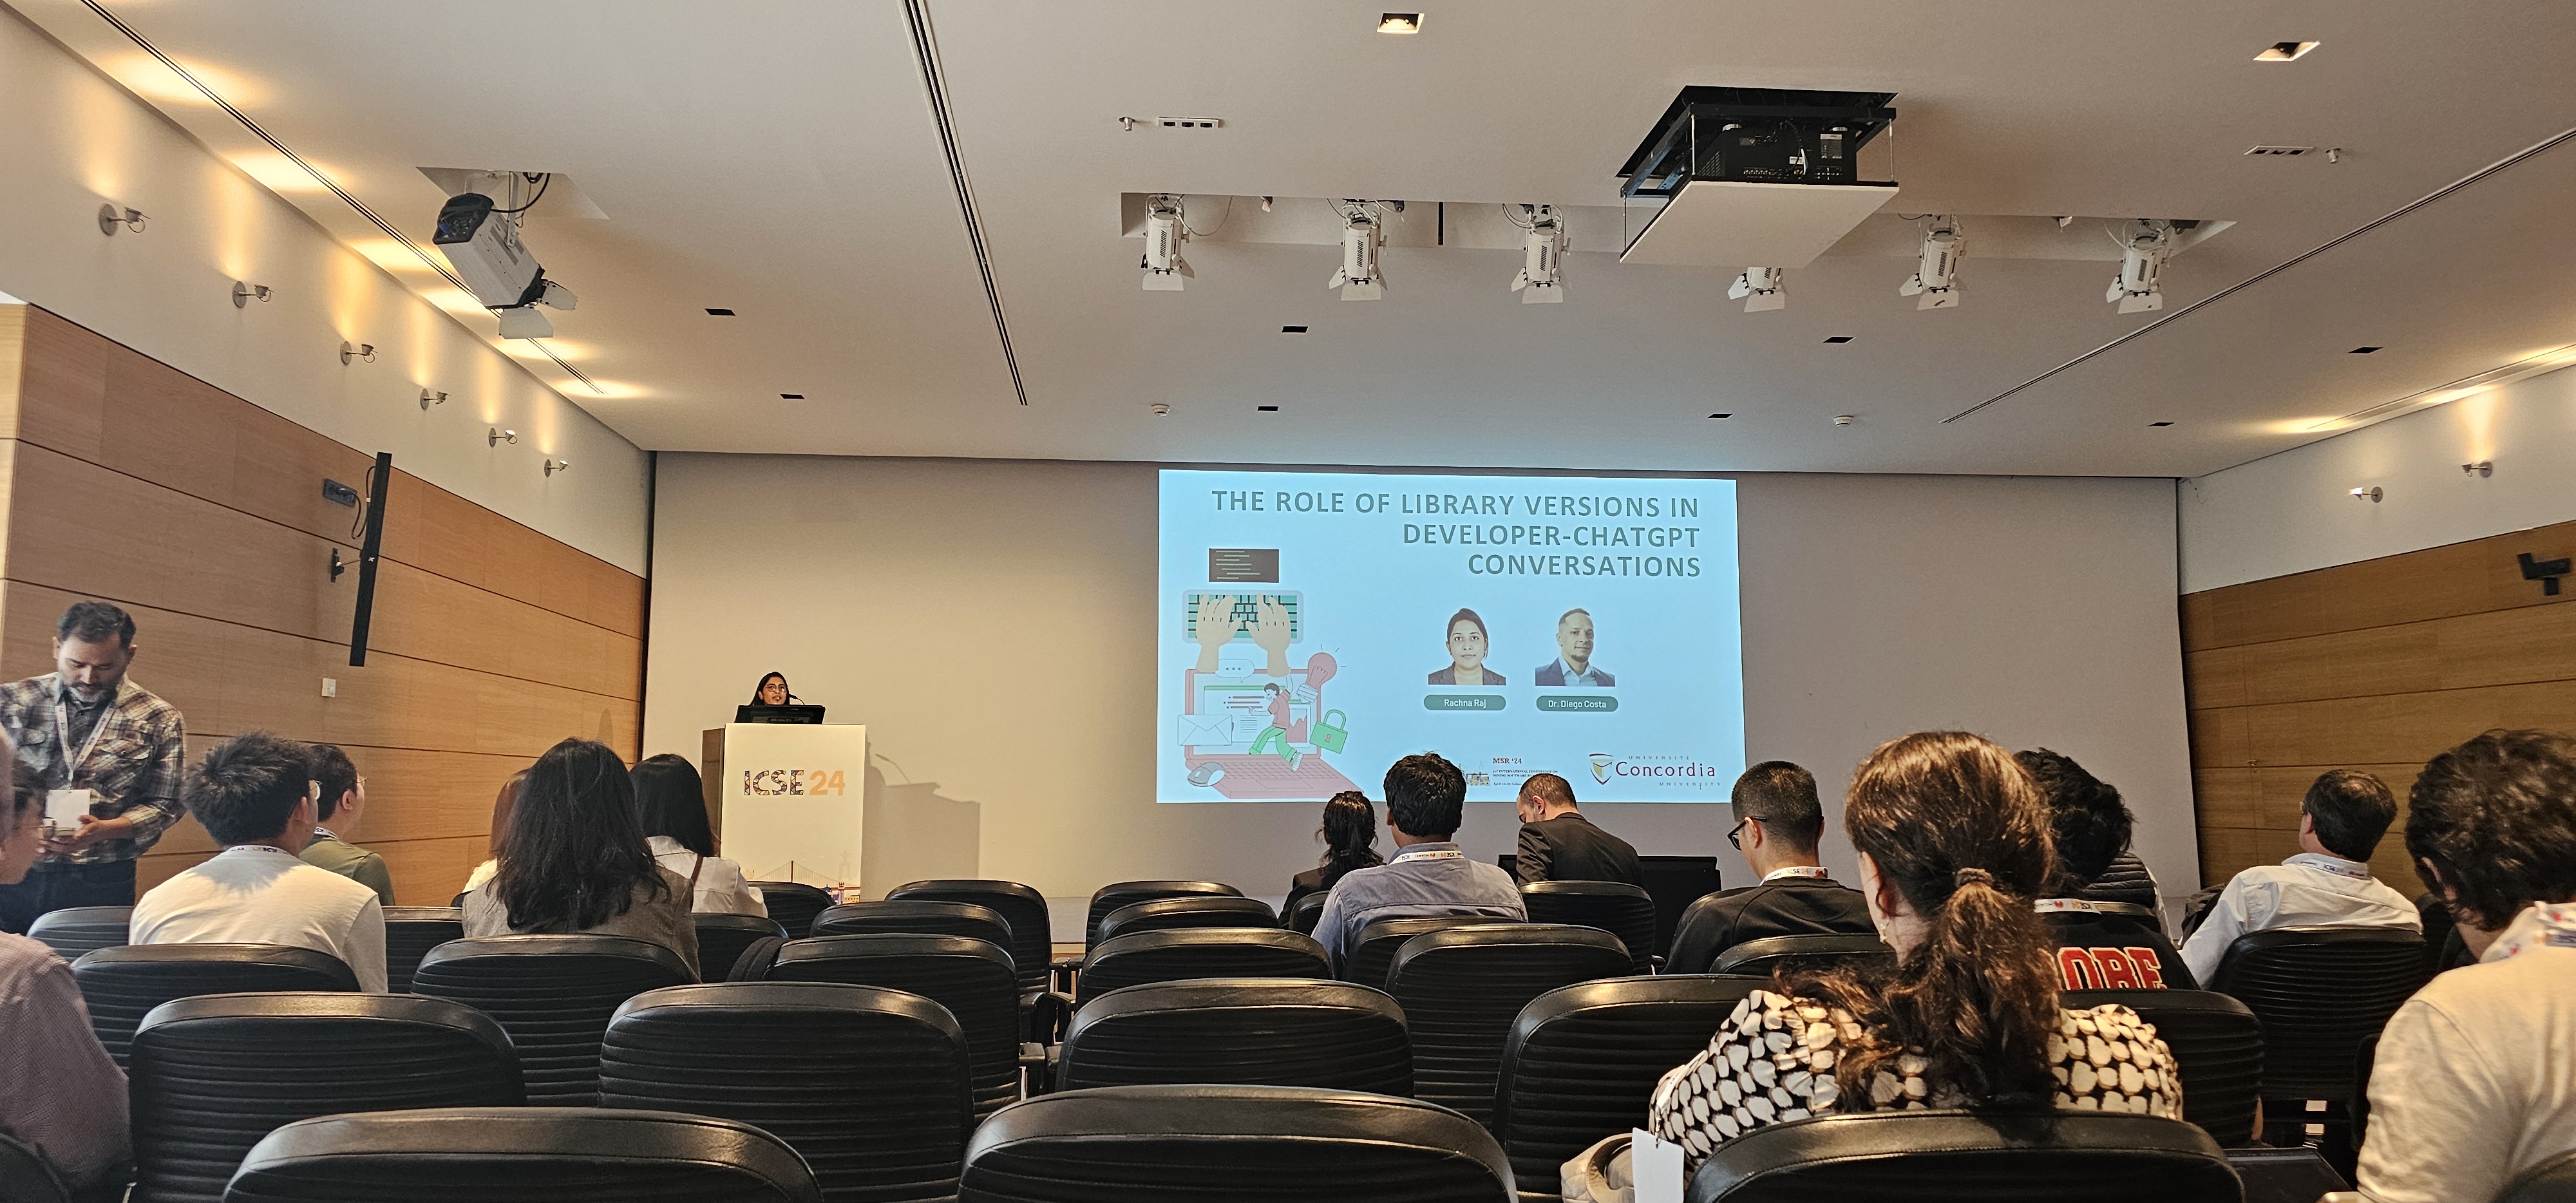 THE ROLE OF LIBRARY VERSIONS IN
DEVELOPER-CHATGPT
CONVERSATIONS
Rachna Raj
Dr. Diego Costa
MSR '24
UNIVERSITÉ
Concordia
UNIVERSITY
ICSE 24